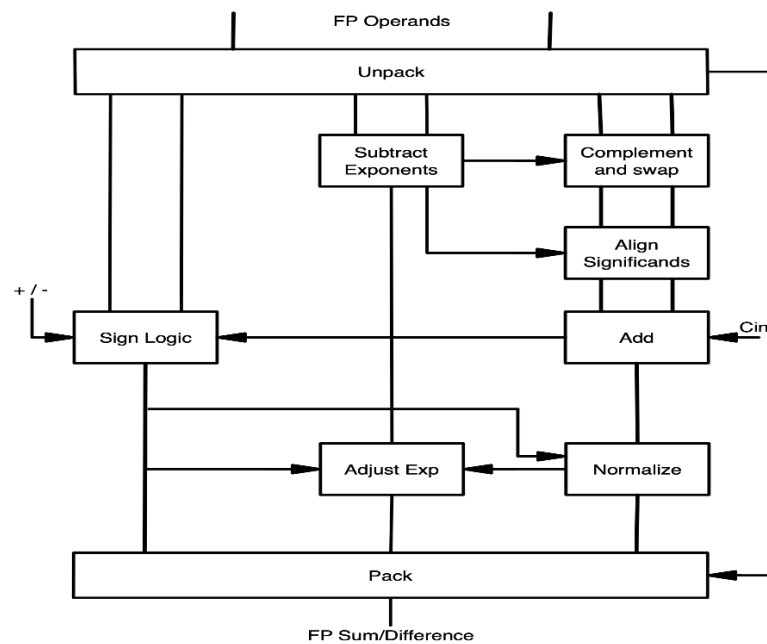 FP Operands
Unpack
Subtract
Exponents
Complement
and swap
Align
Significands
+ / -
Sign Logic
Add
Cin
Adjust Exp
Normalize
Pack
FP Sum/Difference